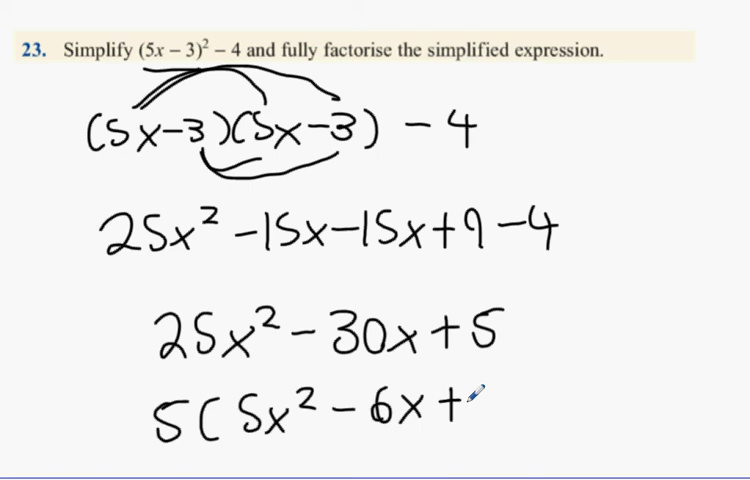 23. Simplify (5x – 3)² – 4 and fully factorise the simplified expression.
(5x-3)(5x-3) - 4
25x² -15x-15x+9-4
25x² - 30x+5
5(5x² - 6x +